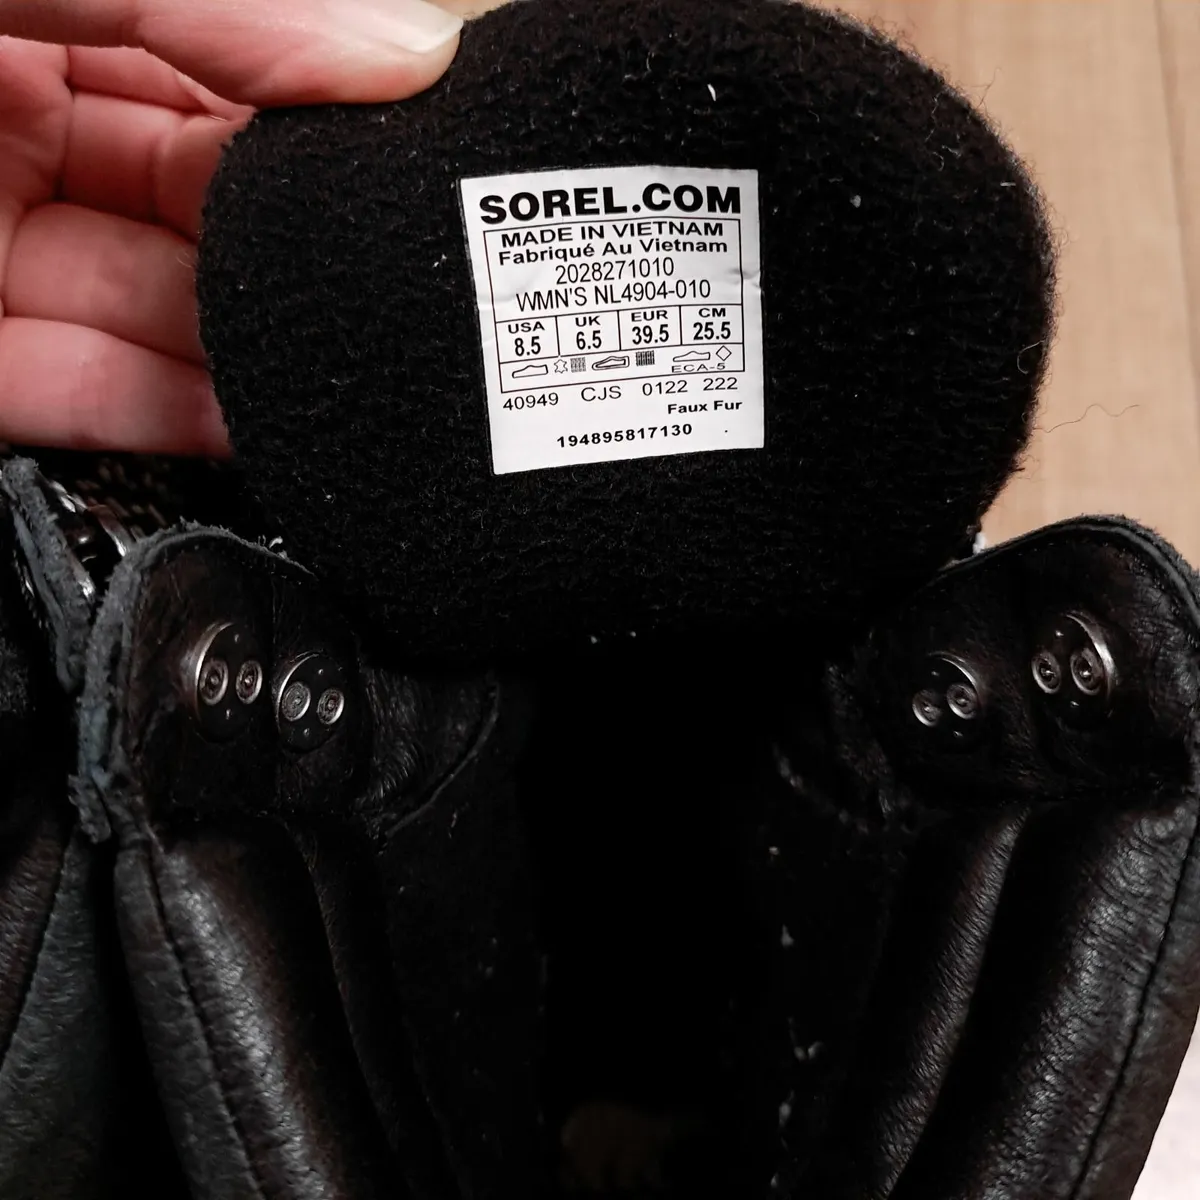 SOREL.COM
MADE IN VIETNAM
Fabriqué Au Vietnam
2028271010
WMN'S NL4904-010
USA UK EUR CM
8.5 6.5 39.5 25.5
ECA-5
40949 CJS 0122 222
Faux Fur
194895817130